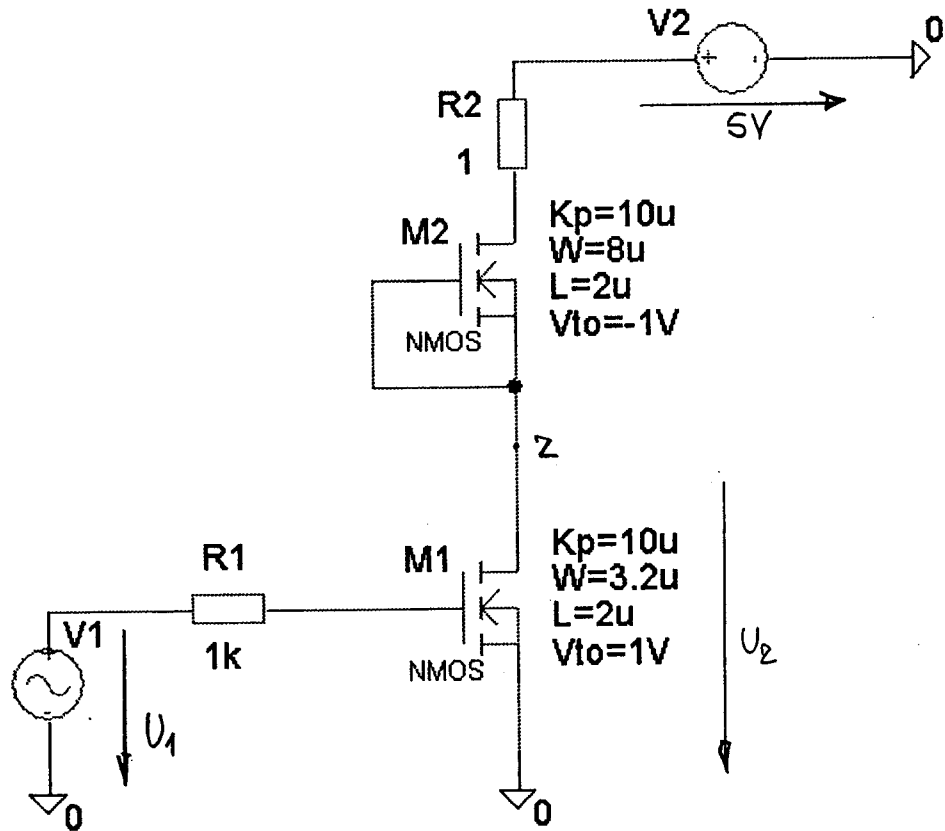 V2
0
5V
R2
1
M2
NMOS
Kp=10u
W=8u
L=2u
Vto=-1V
2
R1
1k
M1
NMOS
Kp=10u
W=3.2u
L=2u
Vto=1V
V1
U1
U2
0
0